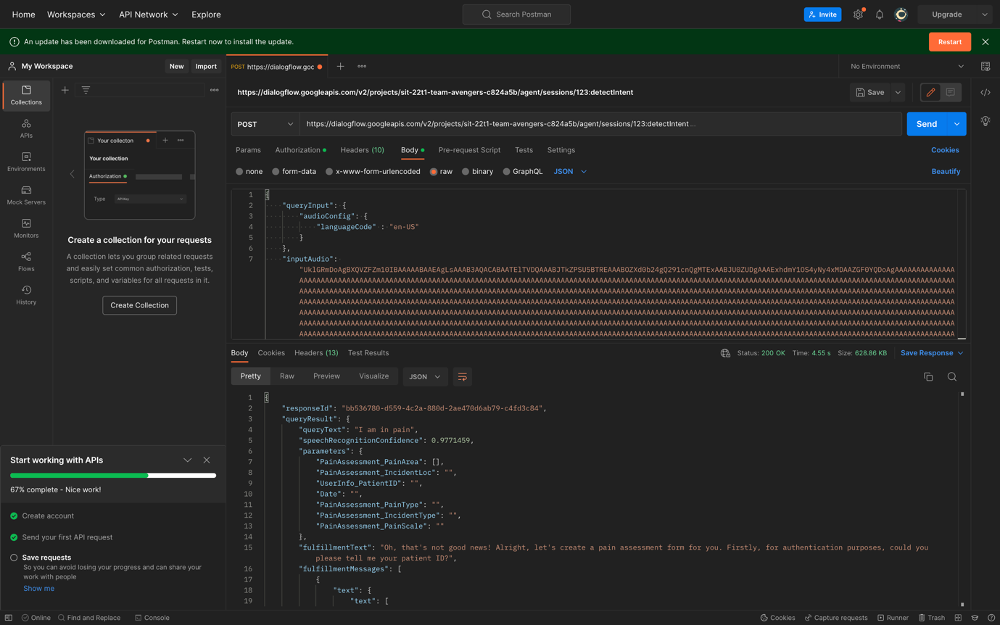 Home Workspaces API Network Explore Search Postman Invite Upgrade
An update has been downloaded for Postman. Restart now to install the update. Restart
My Workspace New Import POST https://dialogflow.goc No Environment
https://dialogflow.googleapis.com/v2/projects/sit-22t1-team-avengers-c824a5b/agent/sessions/123:detectIntent Save
POST https://dialogflow.googleapis.com/v2/projects/sit-22t1-team-avengers-c824a5b/agent/sessions/123:detectIntent... Send
Params Authorization Headers (10) Body Pre-request Script Tests Settings Cookies
none form-data x-www-form-urlencoded raw binary GraphQL JSON Beautify
Collections
APIs
Environments
Mock Servers
Monitors
Flows
History
Your collecton
Your collection
Authorization
Type API Key
Create a collection for your requests
A collection lets you group related requests
and easily set common authorization, tests,
scripts, and variables for all requests in it.
Create Collection
1 {
2 "queryInput": {
3 "audioConfig": {
4 "languageCode" : "en-US"
5 }
6 },
7 "inputAudio":
Body Cookies Headers (13) Test Results Status: 200 OK Time: 4.55 s Size: 628.86 KB Save Response
Pretty Raw Preview Visualize JSON
1 {
2 "responseId": "bb536780-d559-4c2a-880d-2ae470d6ab79-c4fd3c84",
3 "queryResult": {
4 "queryText": "I am in pain",
5 "speechRecognitionConfidence": 0.9771459,
6 "parameters": {
7 "PainAssessment_PainArea": [],
8 "PainAssessment_IncidentLoc": "",
9 "UserInfo_PatientID": "",
10 "Date": "",
11 "PainAssessment_PainType": "",
12 "PainAssessment_IncidentType": "",
13 "PainAssessment_PainScale": ""
14 },
15 "fulfillmentText": "Oh, that's not good news! Alright, let's create a pain assessment form for you. Firstly, for authentication purposes, could you
please tell me your patient ID?",
16 "fulfillmentMessages": [
17 {
18 "text": {
19 "text": [
Start working with APIs
67% complete - Nice work!
Create account
Send your first API request
Save requests
So you can avoid losing your progress and can share your
work with people
Show me
Online Find and Replace Console Cookies Capture requests Runner Trash